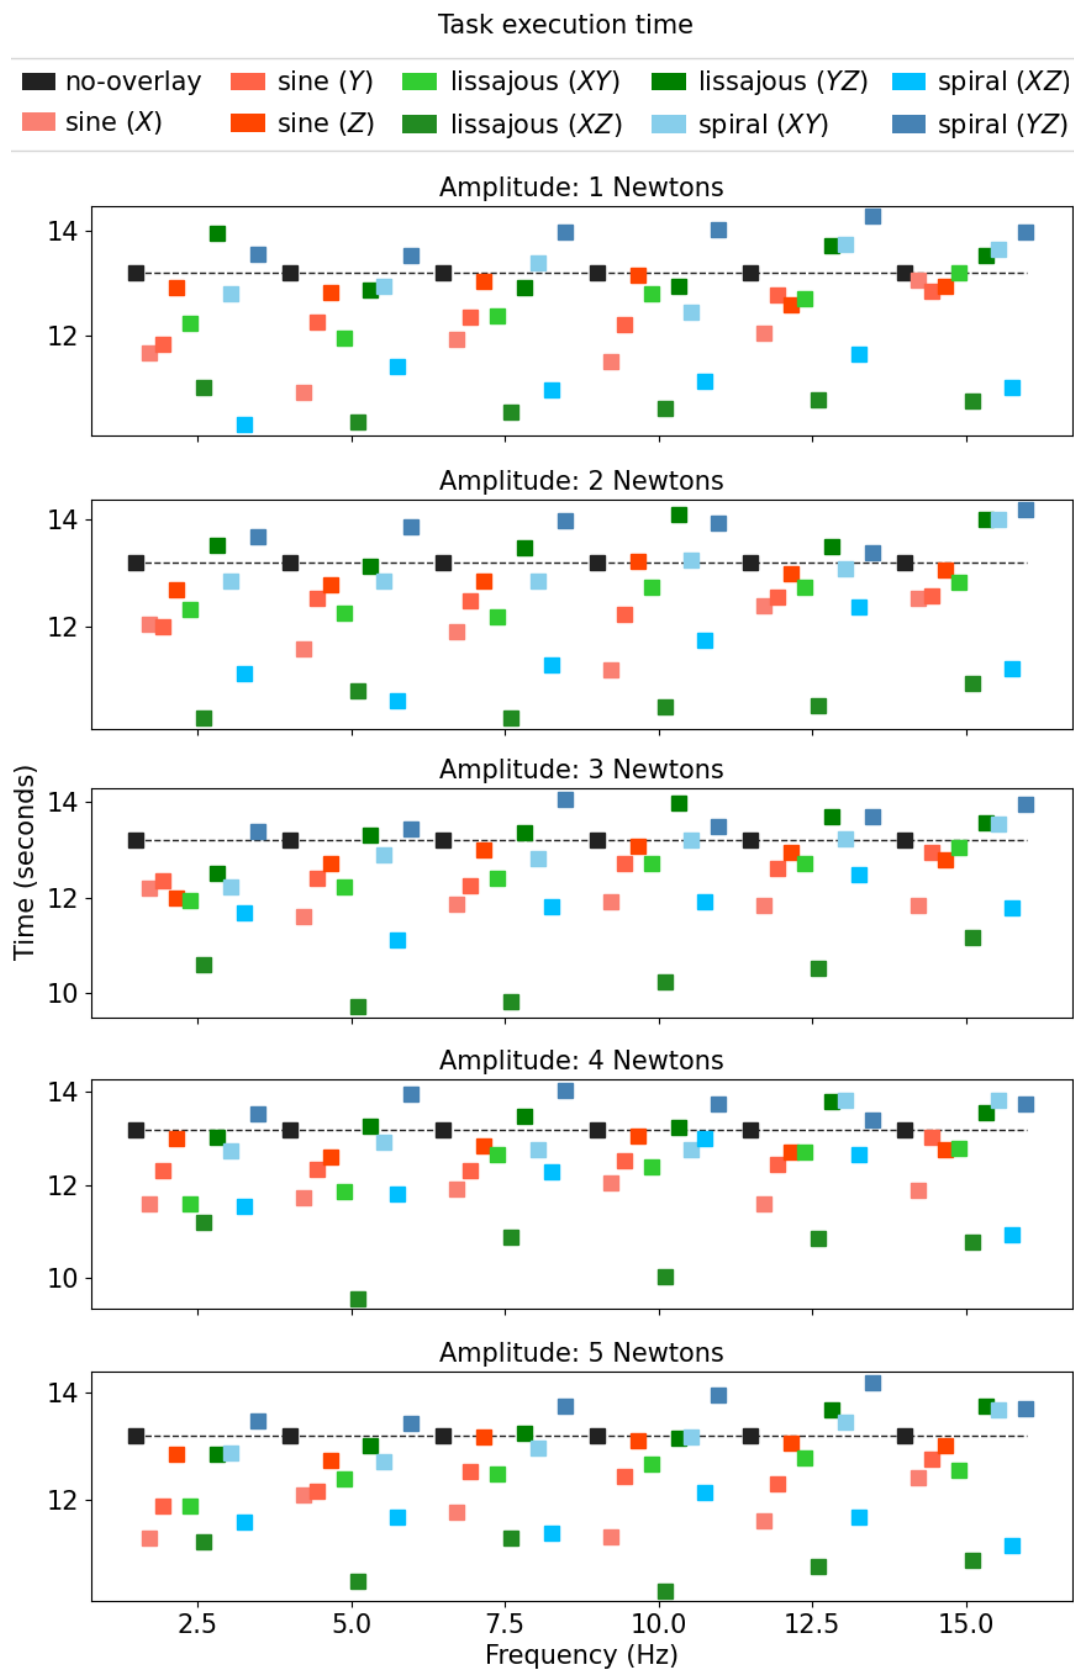 Task execution time
no-overlay sine (Y) lissajous (XY) lissajous (YZ) spiral (XZ)
sine (X) sine (Z) lissajous (XZ) spiral (XY) spiral (YZ)
Amplitude: 1 Newtons
14
12
Amplitude: 2 Newtons
14
12
Amplitude: 3 Newtons
14
12
10
Time (seconds)
Amplitude: 4 Newtons
14
12
10
Amplitude: 5 Newtons
14
12
2.5 5.0 7.5 10.0 12.5 15.0
Frequency (Hz)